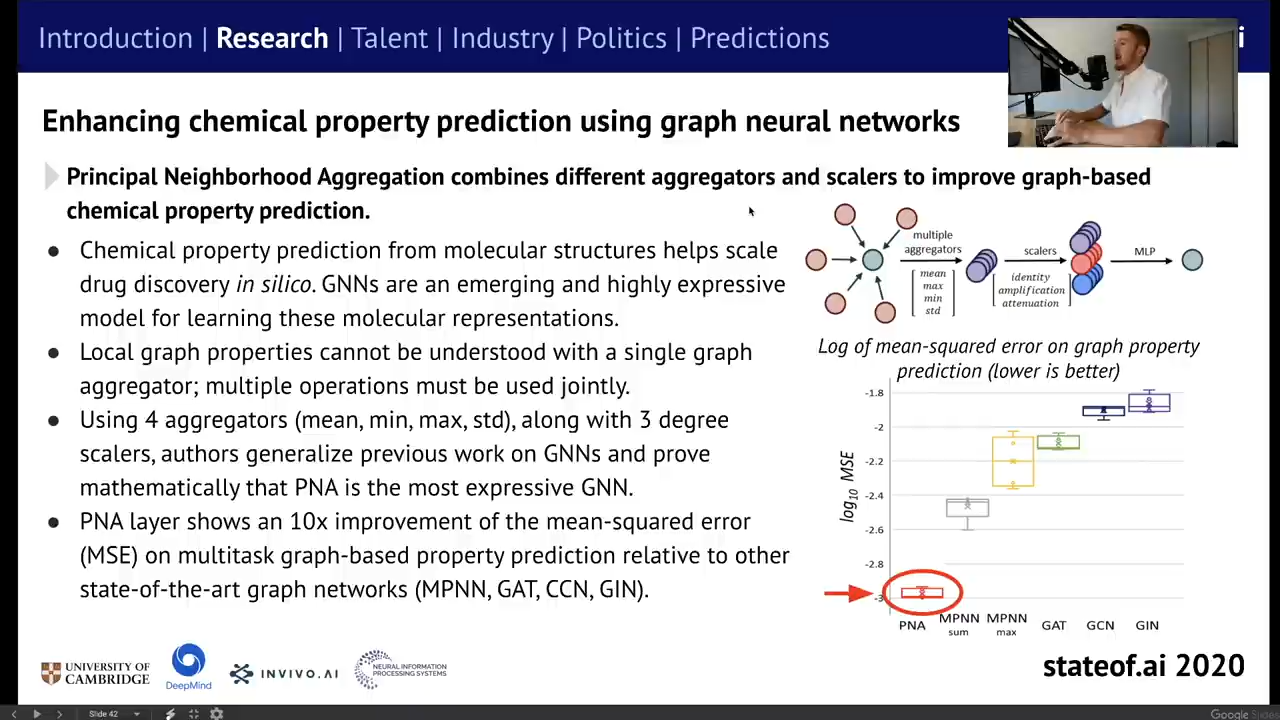 Introduction | Research | Talent | Industry | Politics | Predictions
i
Enhancing chemical property prediction using graph neural networks
Principal Neighborhood Aggregation combines different aggregators and scalers to improve graph-based
chemical property prediction.
● Chemical property prediction from molecular structures helps scale
drug discovery in silico. GNNs are an emerging and highly expressive
model for learning these molecular representations.
● Local graph properties cannot be understood with a single graph
aggregator; multiple operations must be used jointly.
● Using 4 aggregators (mean, min, max, std), along with 3 degree
scalers, authors generalize previous work on GNNs and prove
mathematically that PNA is the most expressive GNN.
● PNA layer shows an 10x improvement of the mean-squared error
(MSE) on multitask graph-based property prediction relative to other
state-of-the-art graph networks (MPNN, GAT, CCN, GIN).
multiple
aggregators
mean
max
min
std
scalers
identity
amplification
attenuation
MLP
Log of mean-squared error on graph property
prediction (lower is better)
log10 MSE
-1.8
-2
-2.2
-2.4
-2.6
-2.8
-3
PNA
MPNN
sum
MPNN
max
GAT
GCN
GIN
UNIVERSITY OF
CAMBRIDGE
DeepMind
INVIVO.AI
NEURAL INFORMATION
PROCESSING SYSTEMS
stateof.ai 2020
Slide 42
Google Slides